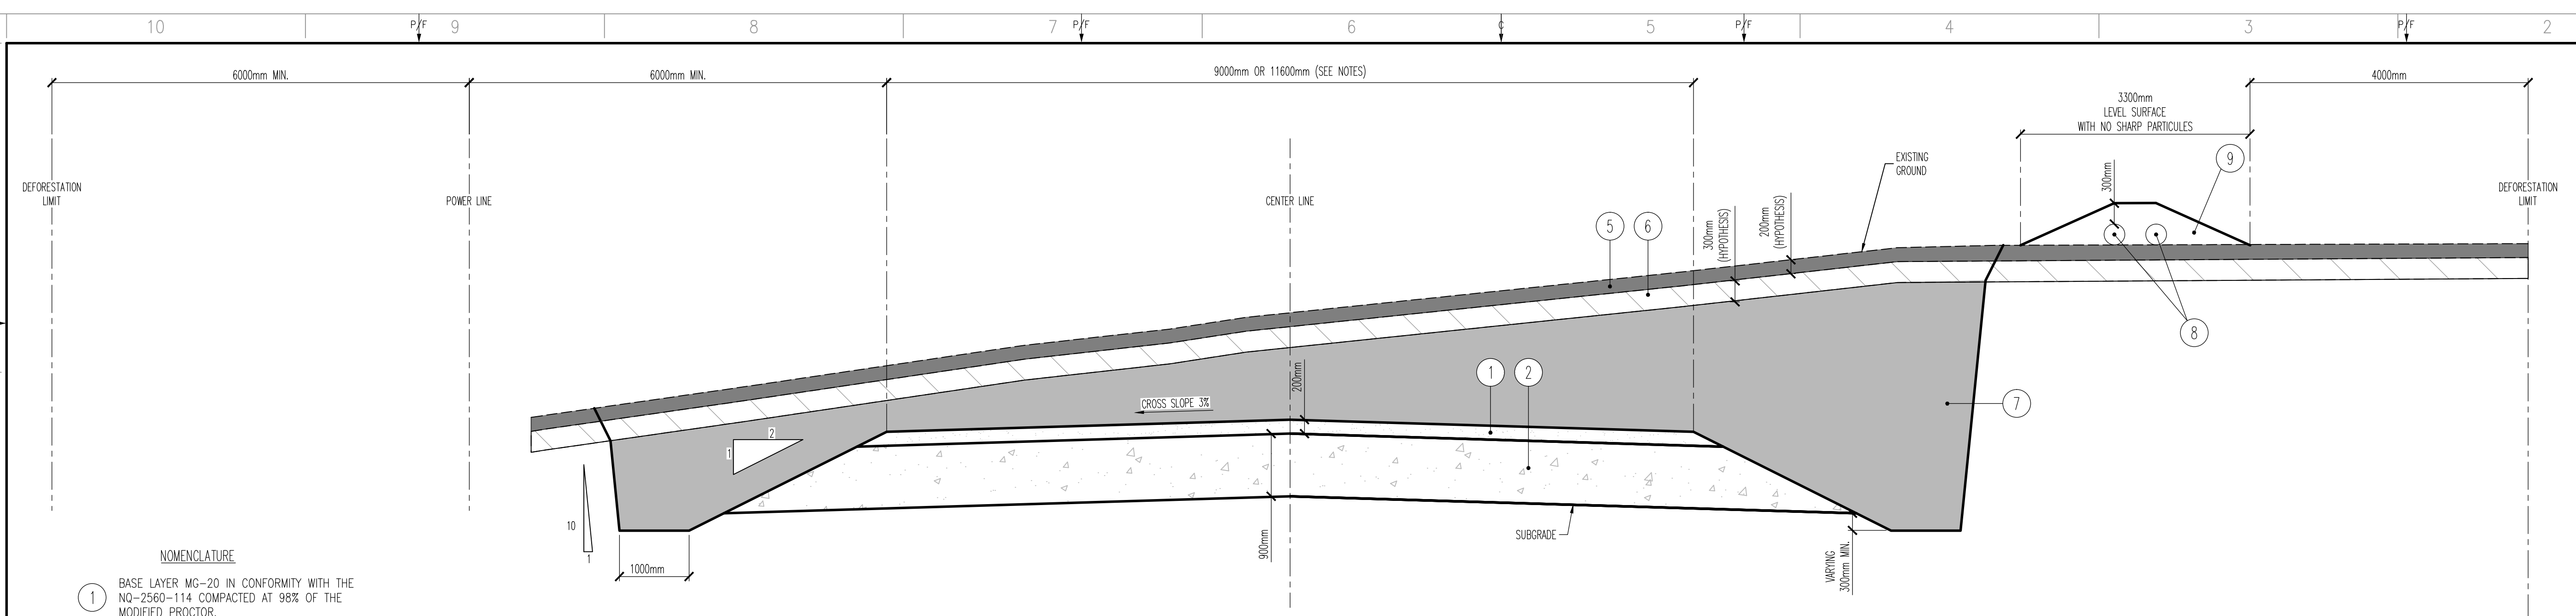 10
P/F
9
8
7
P/F
6
℄
5
P/F
4
3
P/F
2
6000mm MIN.
6000mm MIN.
9000mm OR 11600mm (SEE NOTES)
4000mm
3300mm
LEVEL SURFACE
WITH NO SHARP PARTICULES
DEFORESTATION
LIMIT
POWER LINE
CENTER LINE
EXISTING
GROUND
DEFORESTATION
LIMIT
300mm
9
5
6
300mm
(HYPOTHESIS)
200mm
(HYPOTHESIS)
8
1
2
200mm
CROSS SLOPE 3%
7
2
1
10
1
1000mm
900mm
SUBGRADE
VARYING
300mm MIN.
NOMENCLATURE
1
BASE LAYER MG-20 IN CONFORMITY WITH THE
NQ-2560-114 COMPACTED AT 98% OF THE
MODIFIED PROCTOR.